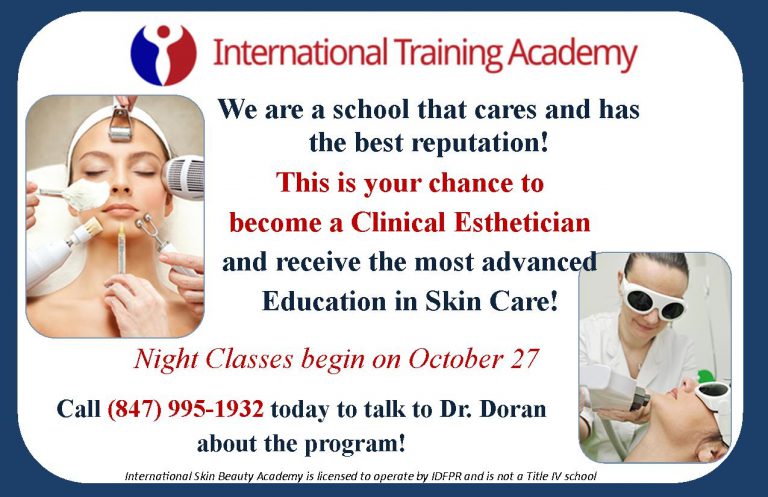 International Training Academy
We are a school that cares and has
the best reputation!
This is your chance to
become a Clinical Esthetician
and receive the most advanced
Education in Skin Care!
Night Classes begin on October 27
Call (847) 995-1932 today to talk to Dr. Doran
about the program!
International Skin Beauty Academy is licensed to operate by IDFPR and is not a Title IV school